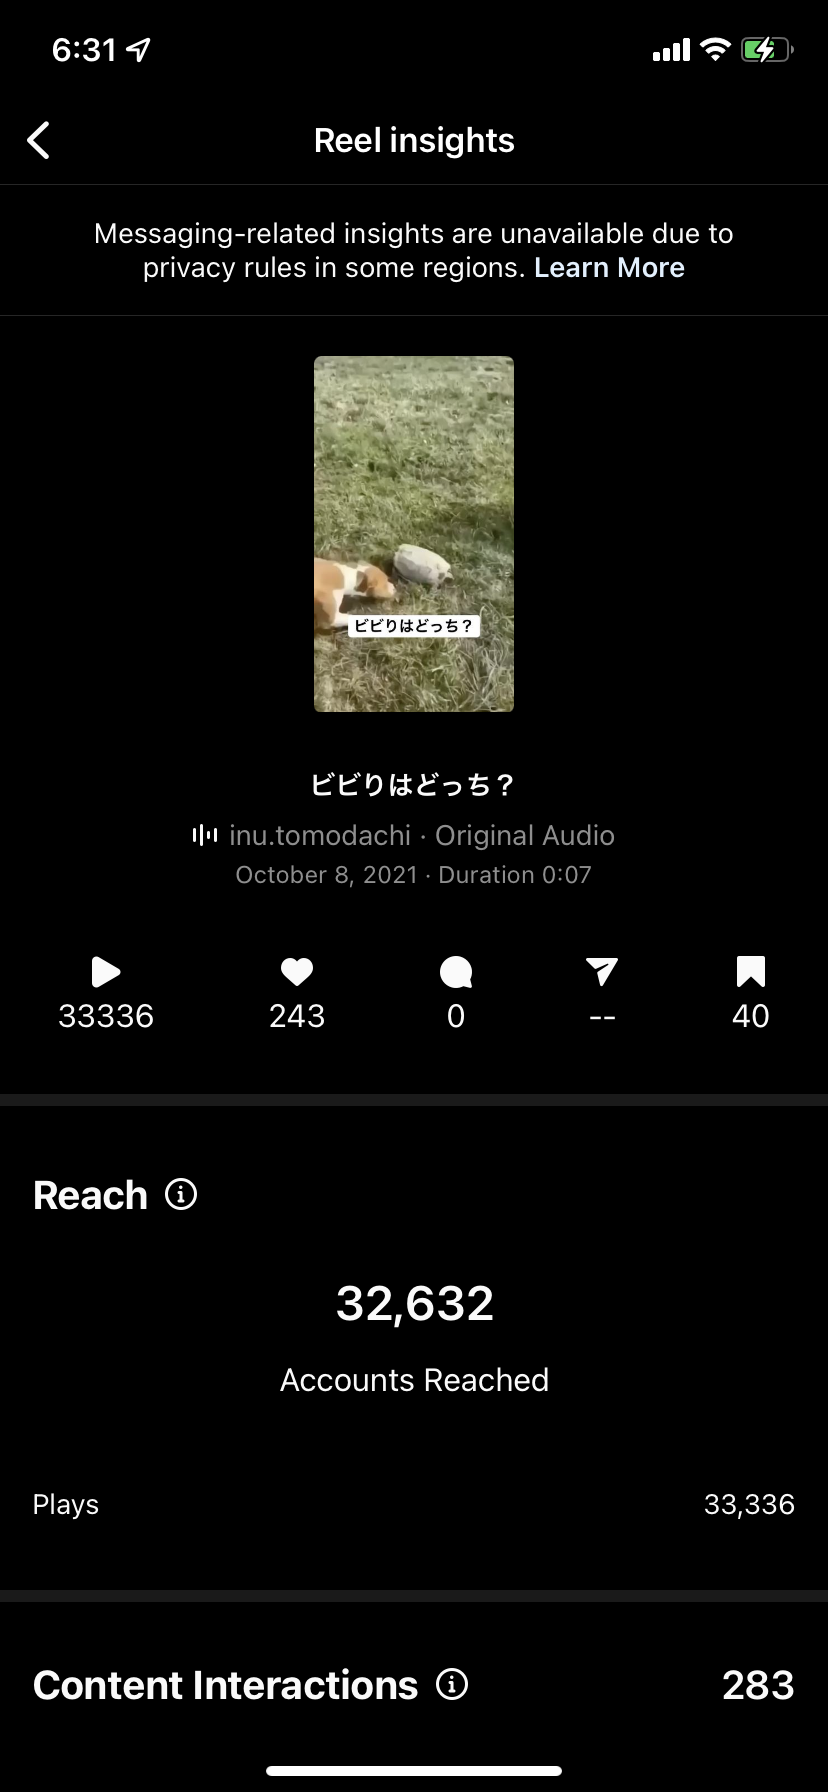 6:31
Reel insights
Messaging-related insights are unavailable due to
privacy rules in some regions. Learn More
ビビりはどっち？
ビビりはどっち？
inu.tomodachi · Original Audio
October 8, 2021 · Duration 0:07
33336 243 0 -- 40
Reach
32,632
Accounts Reached
Plays 33,336
Content Interactions 283